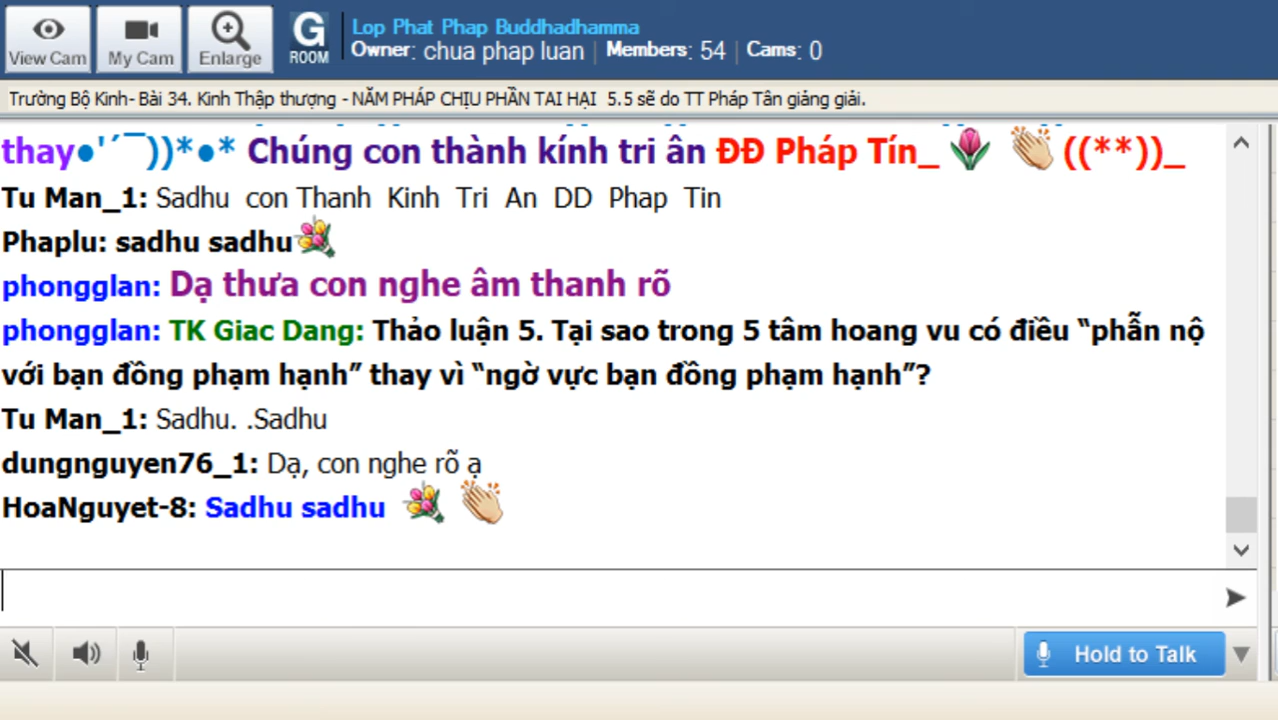 View Cam
My Cam
Enlarge
G
ROOM
Lop Phat Phap Buddhadhamma
Owner: chua phap luan | Members: 54 | Cams: 0
Trường Bộ Kinh- Bài 34. Kinh Thập thượng - NĂM PHÁP CHỊU PHẦN TAI HẠI 5.5 sẽ do TT Pháp Tân giảng giải.
thay●'´¯))*●* Chúng con thành kính tri ân ĐĐ Pháp Tín_ ((**))_
Tu Man_1: Sadhu con Thanh Kinh Tri An DD Phap Tin
Phaplu: sadhu sadhu
phongglan: Dạ thưa con nghe âm thanh rõ
phongglan: TK Giac Dang: Thảo luận 5. Tại sao trong 5 tâm hoang vu có điều “phẫn nộ
với bạn đồng phạm hạnh” thay vì “ngờ vực bạn đồng phạm hạnh”?
Tu Man_1: Sadhu. .Sadhu
dungnguyen76_1: Dạ, con nghe rõ ạ
HoaNguyet-8: Sadhu sadhu
Hold to Talk